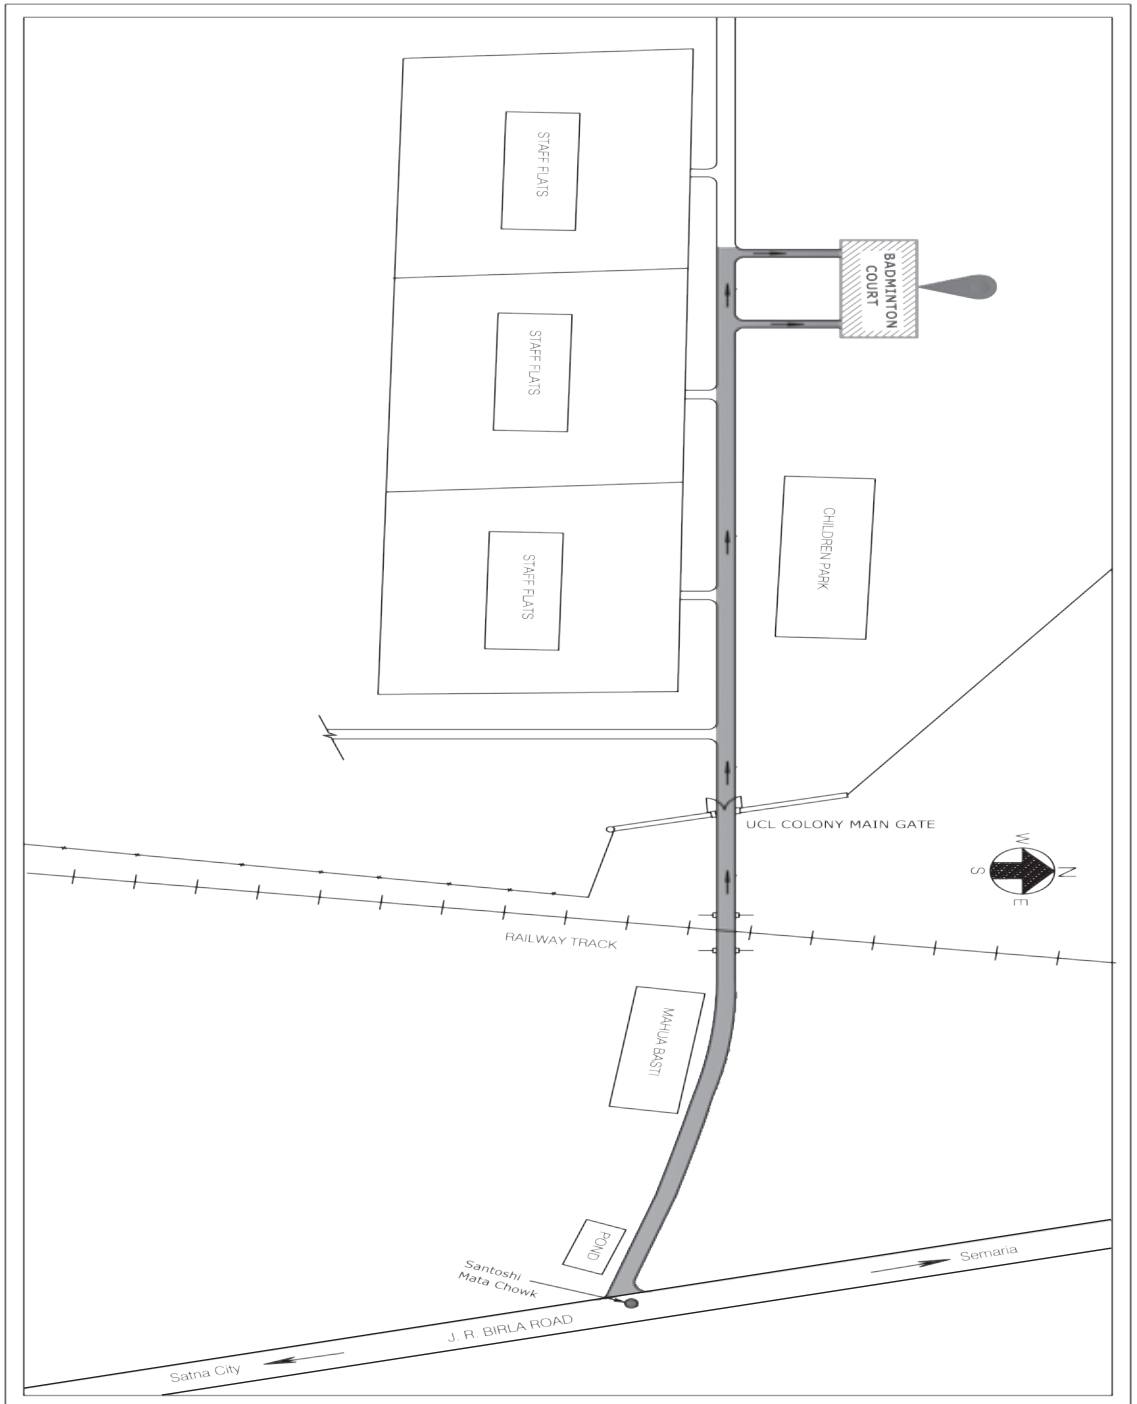 STAFF FLATS
BADMINTON
COURT
STAFF FLATS
CHILDREN PARK
STAFF FLATS
UCL COLONY MAIN GATE
W
N
S
E
RAILWAY TRACK
MAHUA BASTI
POND
Semaria
Santoshi
Mata Chowk
J. R. BIRLA ROAD
Satna City